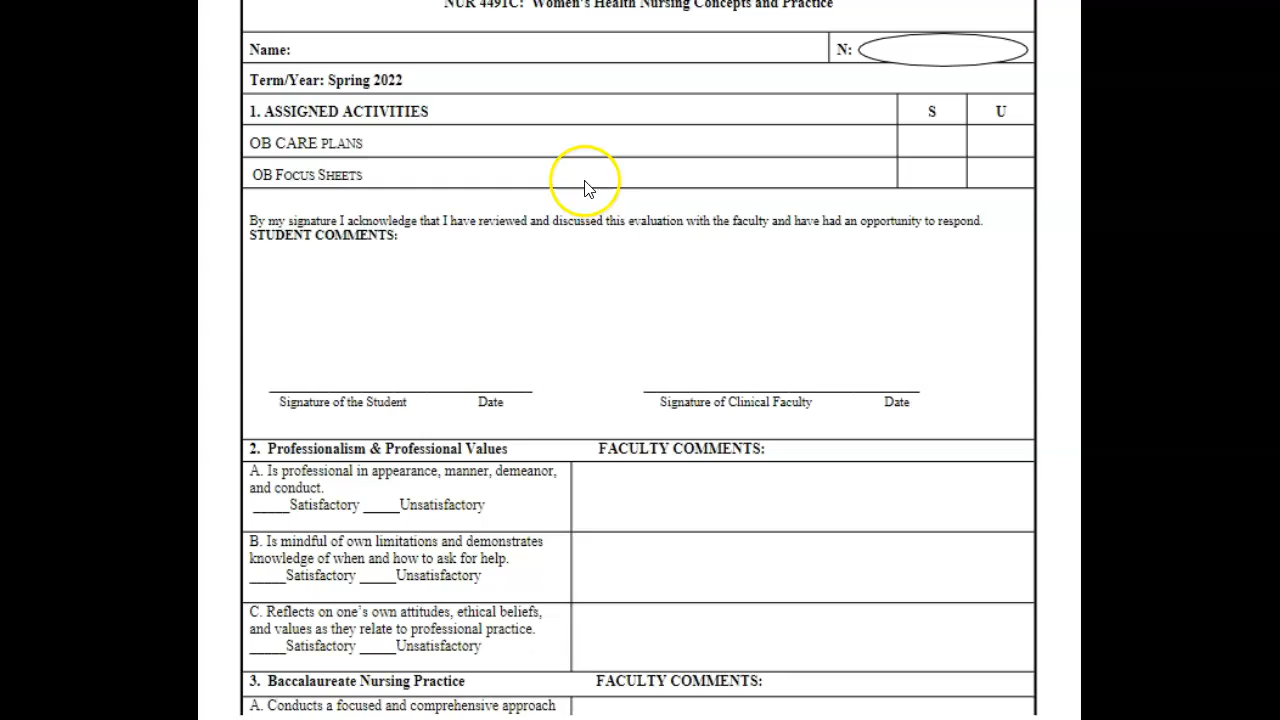 NUR 4491C: Women's Health Nursing Concepts and Practice
Name:
N:
Term/Year: Spring 2022
1. ASSIGNED ACTIVITIES
S
U
OB CARE PLANS
OB FOCUS SHEETS
By my signature I acknowledge that I have reviewed and discussed this evaluation with the faculty and have had an opportunity to respond.
STUDENT COMMENTS:
Signature of the Student Date
Signature of Clinical Faculty Date
2. Professionalism & Professional Values
FACULTY COMMENTS:
A. Is professional in appearance, manner, demeanor,
and conduct.
_____Satisfactory _____Unsatisfactory
B. Is mindful of own limitations and demonstrates
knowledge of when and how to ask for help.
_____Satisfactory _____Unsatisfactory
C. Reflects on one's own attitudes, ethical beliefs,
and values as they relate to professional practice.
_____Satisfactory _____Unsatisfactory
3. Baccalaureate Nursing Practice
FACULTY COMMENTS:
A. Conducts a focused and comprehensive approach